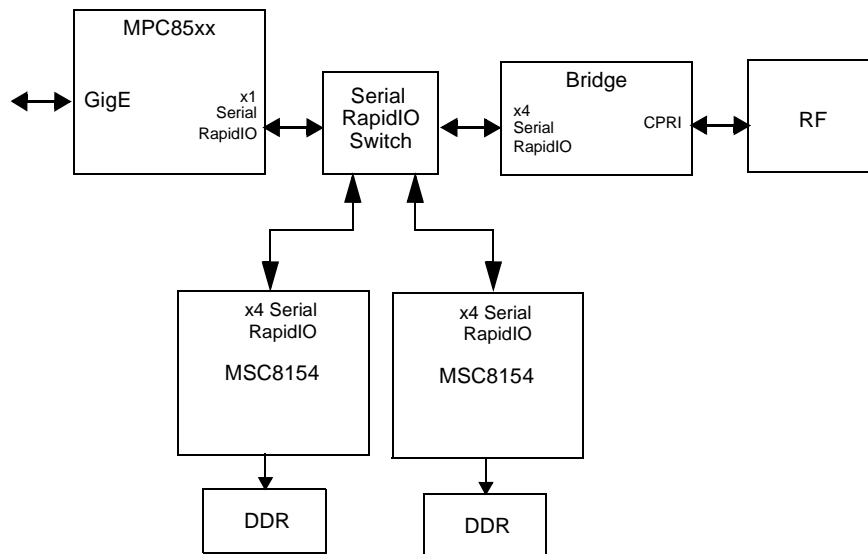 MPC85xx
GigE
x1
Serial
RapidIO
Serial
RapidIO
Switch
Bridge
x4
Serial
RapidIO
CPRI
RF
x4 Serial
RapidIO
MSC8154
x4 Serial
RapidIO
MSC8154
DDR
DDR